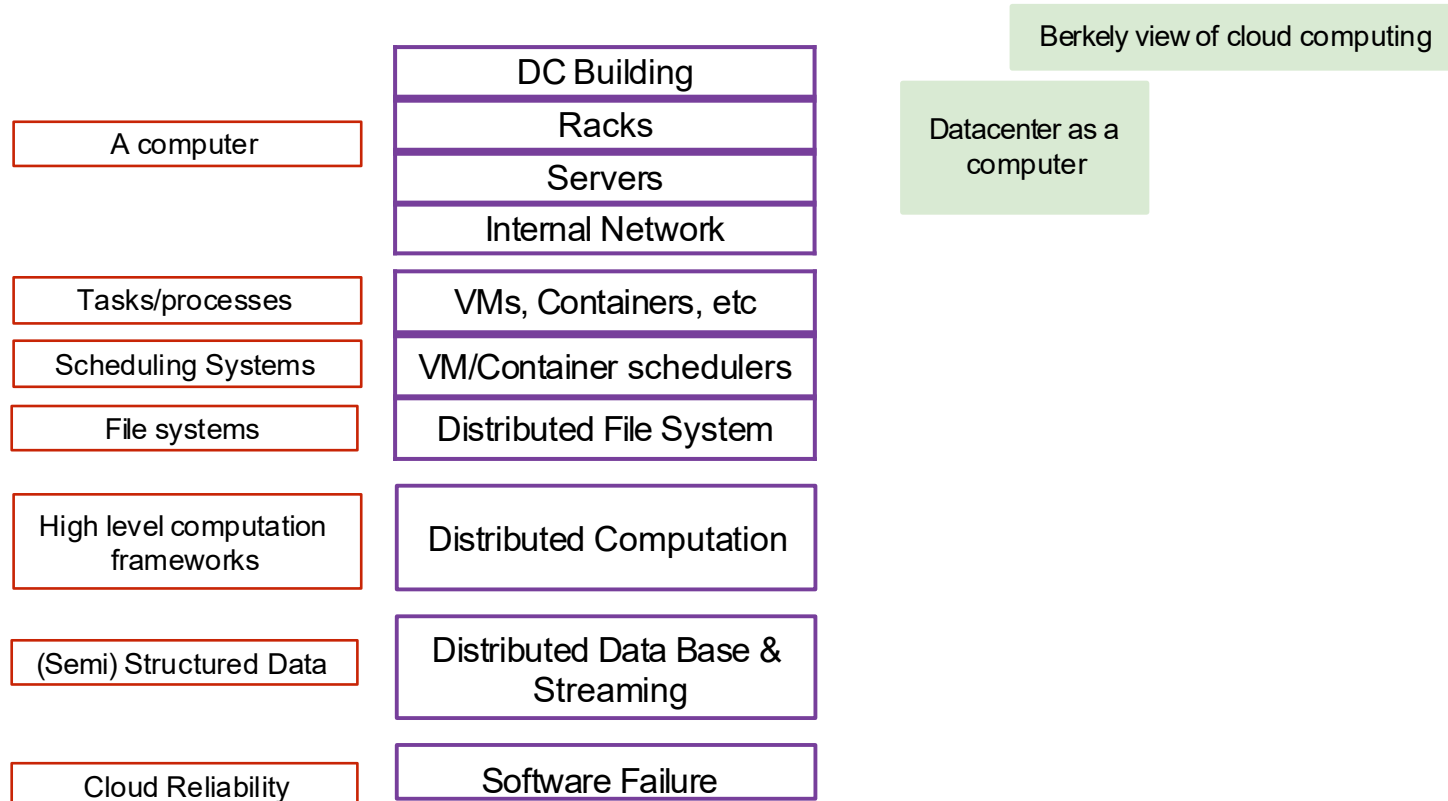 Berkely view of cloud computing
DC Building
A computer
Racks
Datacenter as a
computer
Servers
Internal Network
Tasks/processes
VMs, Containers, etc
Scheduling Systems
VM/Container schedulers
File systems
Distributed File System
High level computation
frameworks
Distributed Computation
(Semi) Structured Data
Distributed Data Base &
Streaming
Cloud Reliability
Software Failure